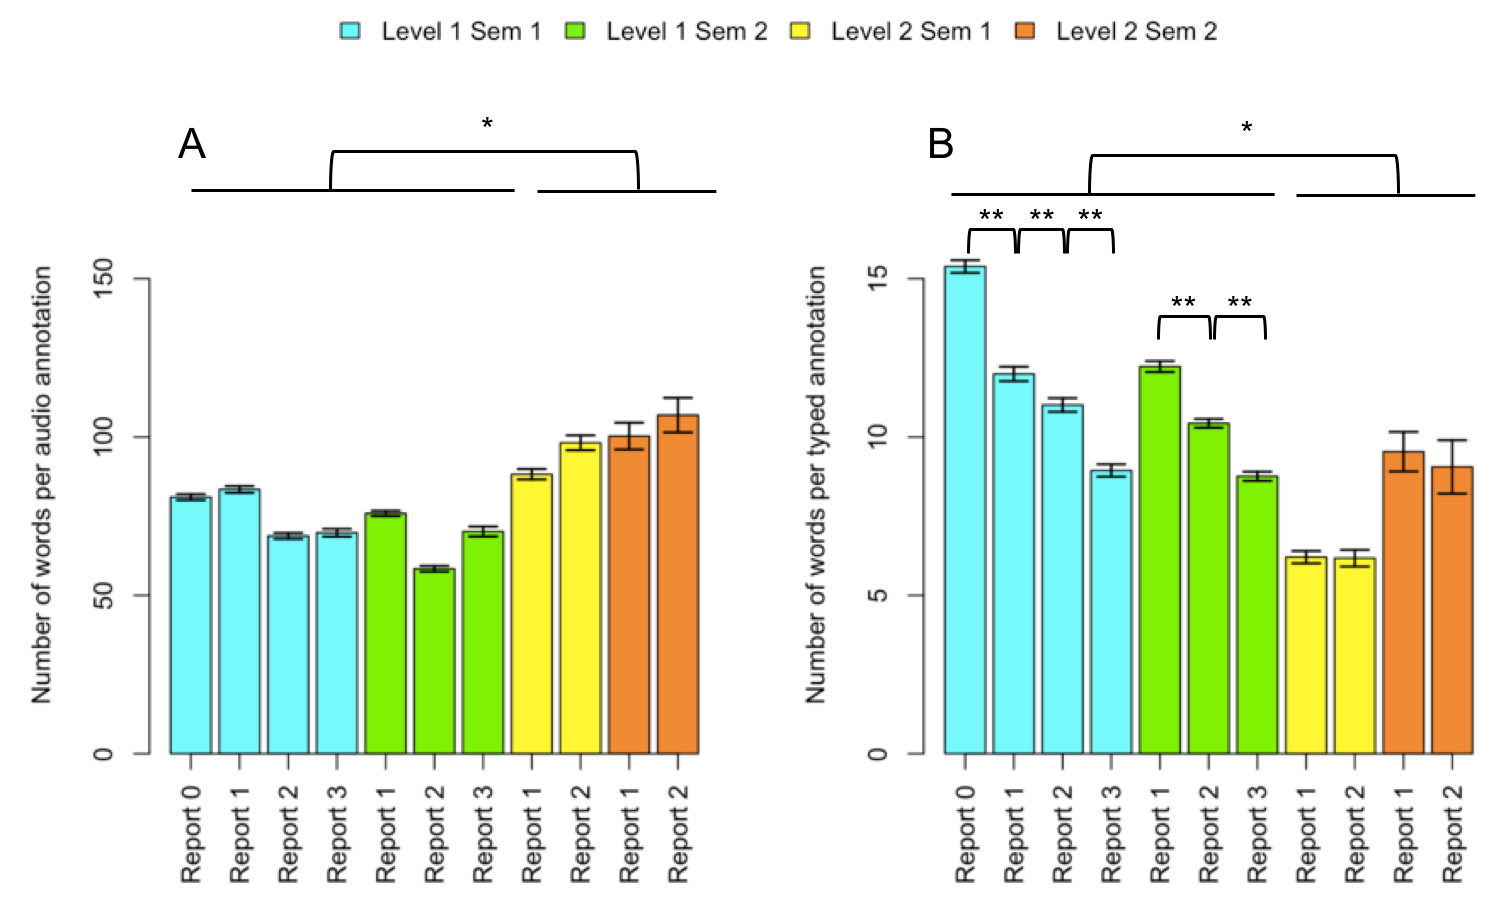 Level 1 Sem 1 Level 1 Sem 2 Level 2 Sem 1 Level 2 Sem 2
A
*
Number of words per audio annotation
150
100
50
0
Report 0
Report 1
Report 2
Report 3
Report 1
Report 2
Report 3
Report 1
Report 2
Report 1
Report 2
B
*
** ** **
** **
Number of words per typed annotation
15
10
5
0
Report 0
Report 1
Report 2
Report 3
Report 1
Report 2
Report 3
Report 1
Report 2
Report 1
Report 2